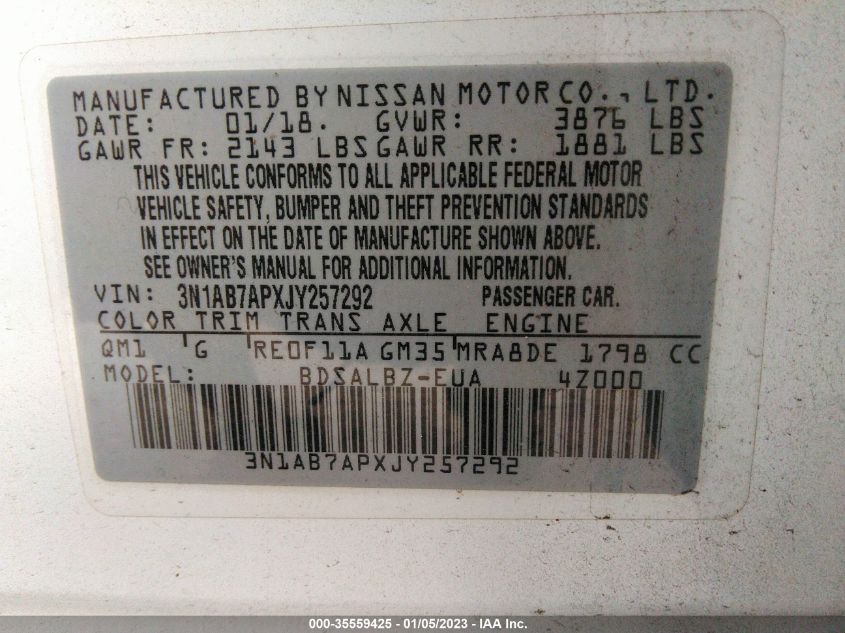 MANUFACTURED BY NISSAN MOTOR CO., LTD.
DATE: 01/18. GVWR: 3876 LBS
GAWR FR: 2143 LBS GAWR RR: 1881 LBS
THIS VEHICLE CONFORMS TO ALL APPLICABLE FEDERAL MOTOR
VEHICLE SAFETY, BUMPER AND THEFT PREVENTION STANDARDS
IN EFFECT ON THE DATE OF MANUFACTURE SHOWN ABOVE.
SEE OWNER'S MANUAL FOR ADDITIONAL INFORMATION.
VIN: 3N1AB7APXJY257292 PASSENGER CAR.
COLOR TRIM TRANS AXLE ENGINE
QM1 G RE0F11A GM35 MRA8DE 1798 CC
MODEL: BDSALBZ-EUA 4Z000
3N1AB7APXJY257292
000-35559425 - 01/05/2023 - IAA Inc.